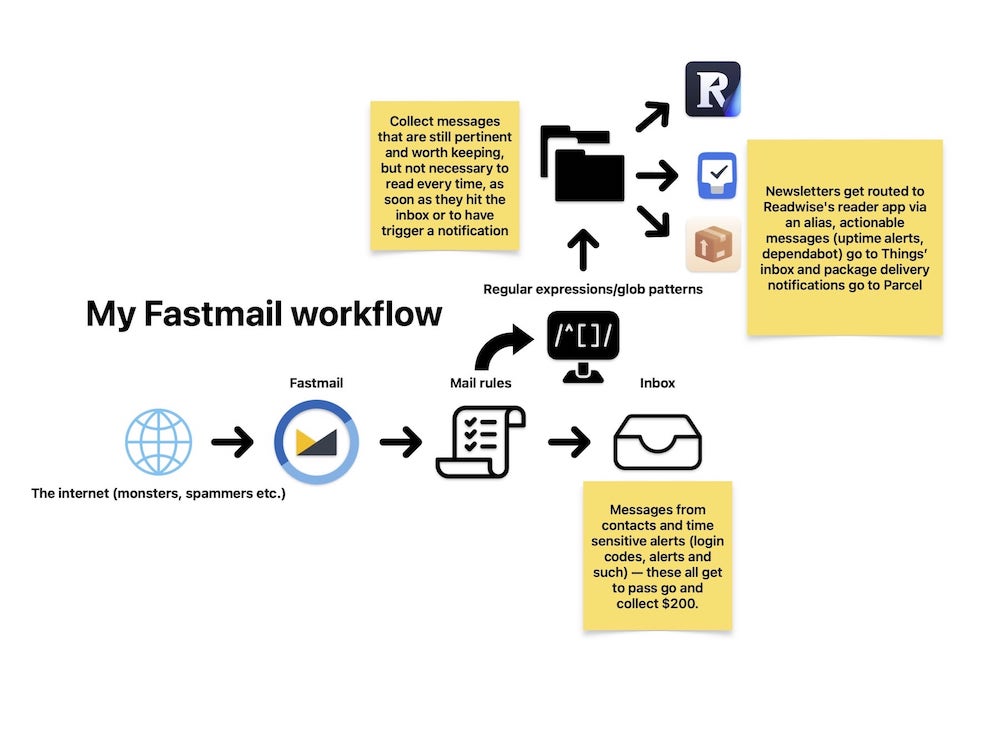 Collect messages
that are still pertinent
and worth keeping,
but not necessary to
read every time, as
soon as they hit the
inbox or to have
trigger a notification
R
Newsletters get routed to
Readwise's reader app via
an alias, actionable
messages (uptime alerts,
dependabot) go to Things’
inbox and package delivery
notifications go to Parcel
Regular expressions/glob patterns
My Fastmail workflow
/^[]/
Fastmail
Mail rules
Inbox
The internet (monsters, spammers etc.)
Messages from
contacts and time
sensitive alerts (login
codes, alerts and
such) — these all get
to pass go and
collect $200.